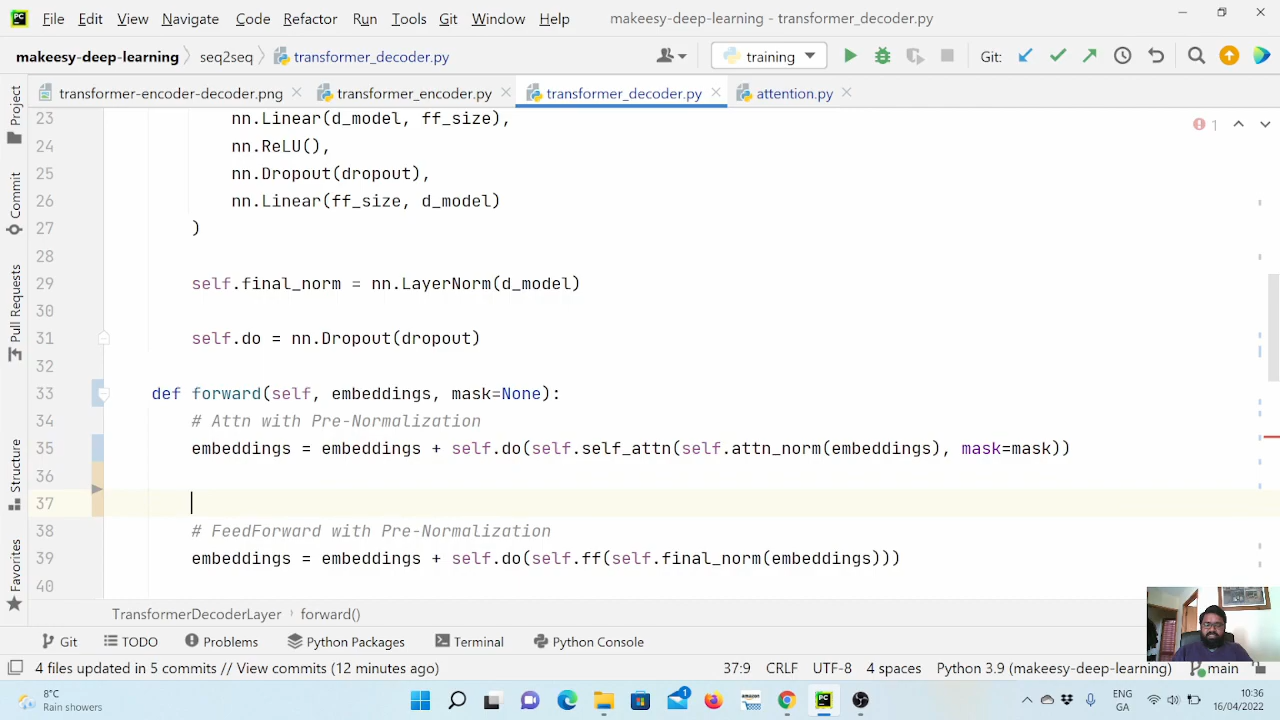 File Edit View Navigate Code Refactor Run Tools Git Window Help makeesy-deep-learning - transformer_decoder.py
makeesy-deep-learning seq2seq transformer_decoder.py training Git:
transformer-encoder-decoder.png transformer_encoder.py transformer_decoder.py attention.py
Project
Commit
Pull Requests
Structure
Favorites
1
23 nn.Linear(d_model, ff_size),
24 nn.ReLU(),
25 nn.Dropout(dropout),
26 nn.Linear(ff_size, d_model)
27 )
28
29 self.final_norm = nn.LayerNorm(d_model)
30
31 self.do = nn.Dropout(dropout)
32
33 def forward(self, embeddings, mask=None):
34 # Attn with Pre-Normalization
35 embeddings = embeddings + self.do(self.self_attn(self.attn_norm(embeddings), mask=mask))
36
37
38 # FeedForward with Pre-Normalization
39 embeddings = embeddings + self.do(self.ff(self.final_norm(embeddings)))
40
TransformerDecoderLayer forward()
Git TODO Problems Python Packages Terminal Python Console
4 files updated in 5 commits // View commits (12 minutes ago) 37:9 CRLF UTF-8 4 spaces Python 3.9 (makeesy-deep-learning) main
8°C
Rain showers
amazon
1
ENG
GA
10:36
16/04/2022